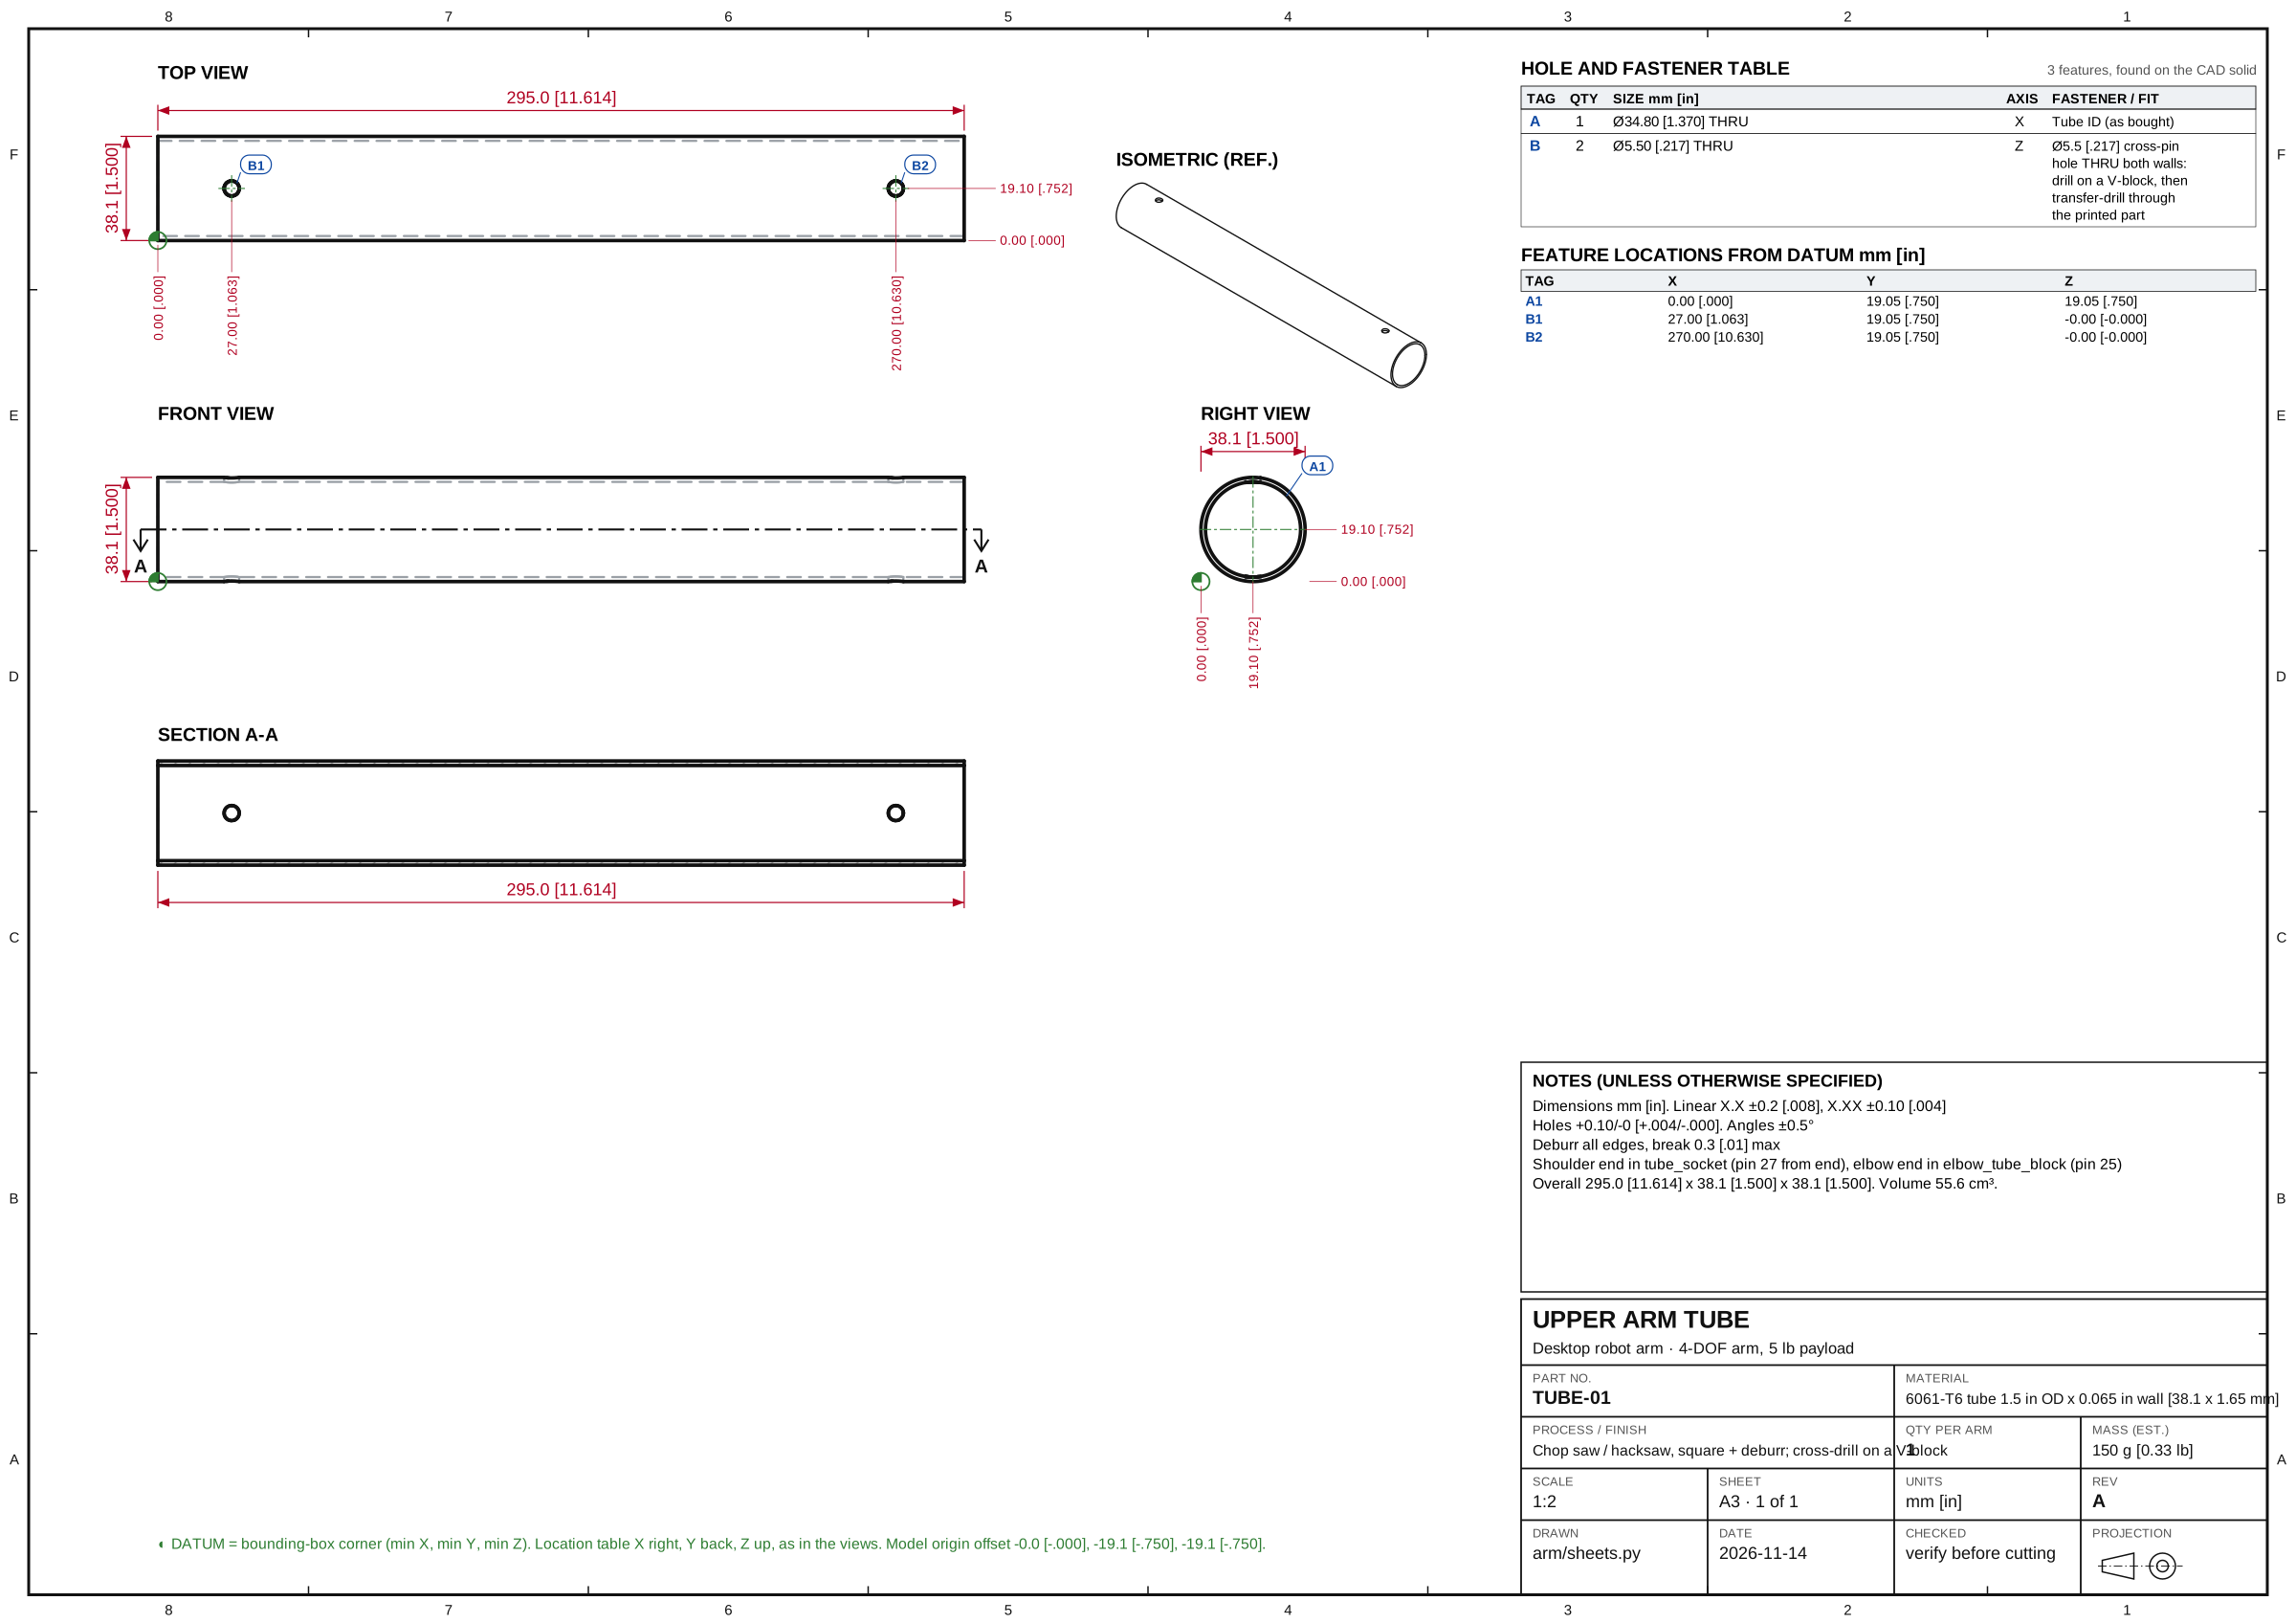 8 7 6 5 4 3 2 1
TOP VIEW
295.0 [11.614]
38.1 [1.500]
B1
B2
19.10 [.752]
0.00 [.000]
0.00 [.000]
27.00 [1.063]
270.00 [10.630]
ISOMETRIC (REF.)
HOLE AND FASTENER TABLE
3 features, found on the CAD solid
TAG QTY SIZE mm [in] AXIS FASTENER / FIT
A 1 Ø34.80 [1.370] THRU X Tube ID (as bought)
B 2 Ø5.50 [.217] THRU Z Ø5.5 [.217] cross-pin
hole THRU both walls:
drill on a V-block, then
transfer-drill through
the printed part
FEATURE LOCATIONS FROM DATUM mm [in]
TAG X Y Z
A1 0.00 [.000] 19.05 [.750] 19.05 [.750]
B1 27.00 [1.063] 19.05 [.750] -0.00 [-0.000]
B2 270.00 [10.630] 19.05 [.750] -0.00 [-0.000]
FRONT VIEW
38.1 [1.500]
A
A
RIGHT VIEW
38.1 [1.500]
A1
19.10 [.752]
0.00 [.000]
0.00 [.000]
19.10 [.752]
SECTION A-A
295.0 [11.614]
F
E
D
C
B
A
F
E
D
C
B
A
NOTES (UNLESS OTHERWISE SPECIFIED)
Dimensions mm [in]. Linear X.X ±0.2 [.008], X.XX ±0.10 [.004]
Holes +0.10/-0 [+.004/-.000]. Angles ±0.5°
Deburr all edges, break 0.3 [.01] max
Shoulder end in tube_socket (pin 27 from end), elbow end in elbow_tube_block (pin 25)
Overall 295.0 [11.614] x 38.1 [1.500] x 38.1 [1.500]. Volume 55.6 cm³.
UPPER ARM TUBE
Desktop robot arm · 4-DOF arm, 5 lb payload
PART NO.
TUBE-01
MATERIAL
6061-T6 tube 1.5 in OD x 0.065 in wall [38.1 x 1.65 mm]
PROCESS / FINISH
Chop saw / hacksaw, square + deburr; cross-drill on a V-block
QTY PER ARM
1
MASS (EST.)
150 g [0.33 lb]
SCALE
1:2
SHEET
A3 · 1 of 1
UNITS
mm [in]
REV
A
DRAWN
arm/sheets.py
DATE
2026-11-14
CHECKED
verify before cutting
PROJECTION
DATUM = bounding-box corner (min X, min Y, min Z). Location table X right, Y back, Z up, as in the views. Model origin offset -0.0 [-.000], -19.1 [-.750], -19.1 [-.750].
8 7 6 5 4 3 2 1